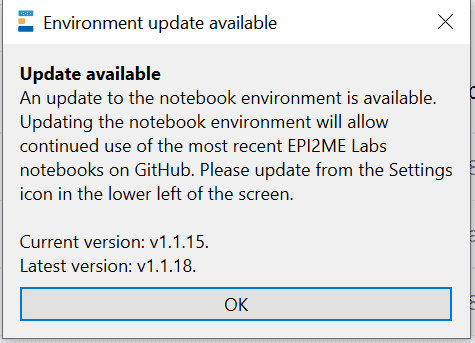 Environment update available
Update available
An update to the notebook environment is available.
Updating the notebook environment will allow
continued use of the most recent EPI2ME Labs
notebooks on GitHub. Please update from the Settings
icon in the lower left of the screen.
Current version: v1.1.15.
Latest version: v1.1.18.
OK